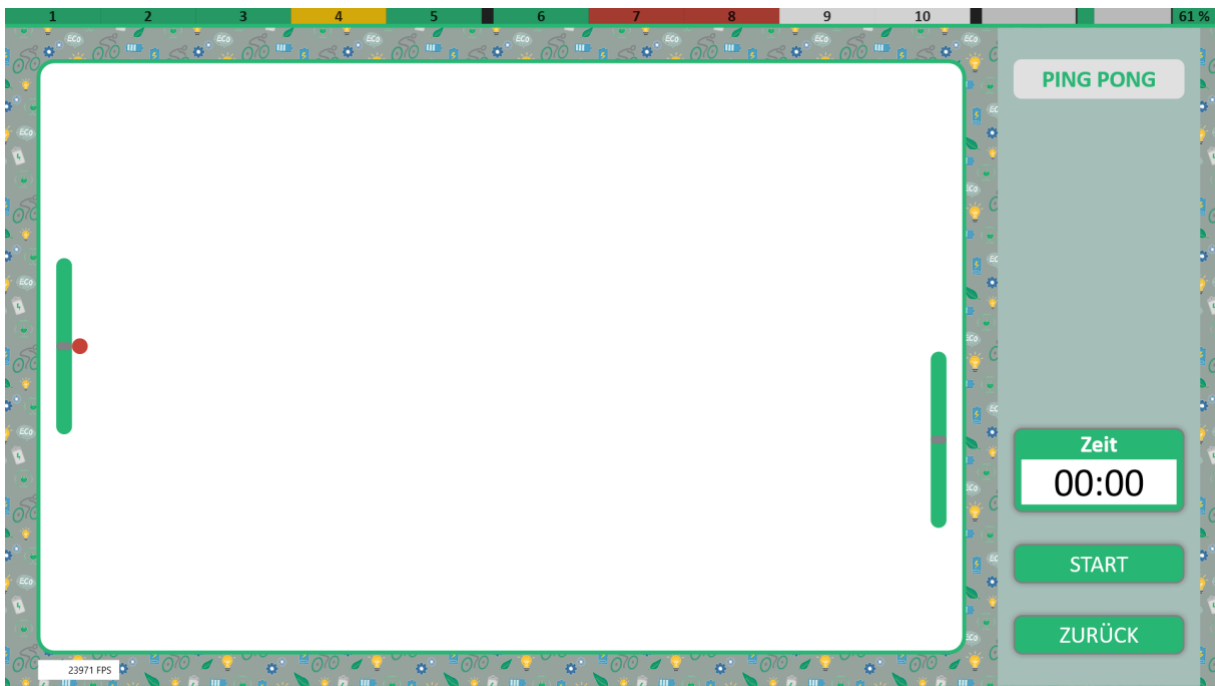 1 2 3 4 5 6 7 8 9 10 61 %
PING PONG
Zeit
00:00
START
ZURÜCK
23971 FPS
ECO